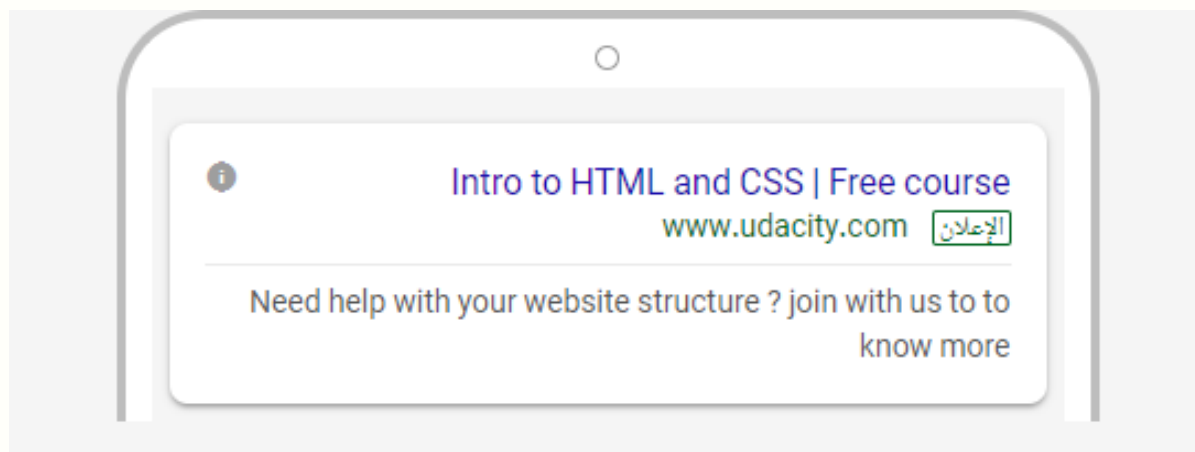 Intro to HTML and CSS | Free course
www.udacity.com الإعلان
Need help with your website structure ? join with us to to
know more